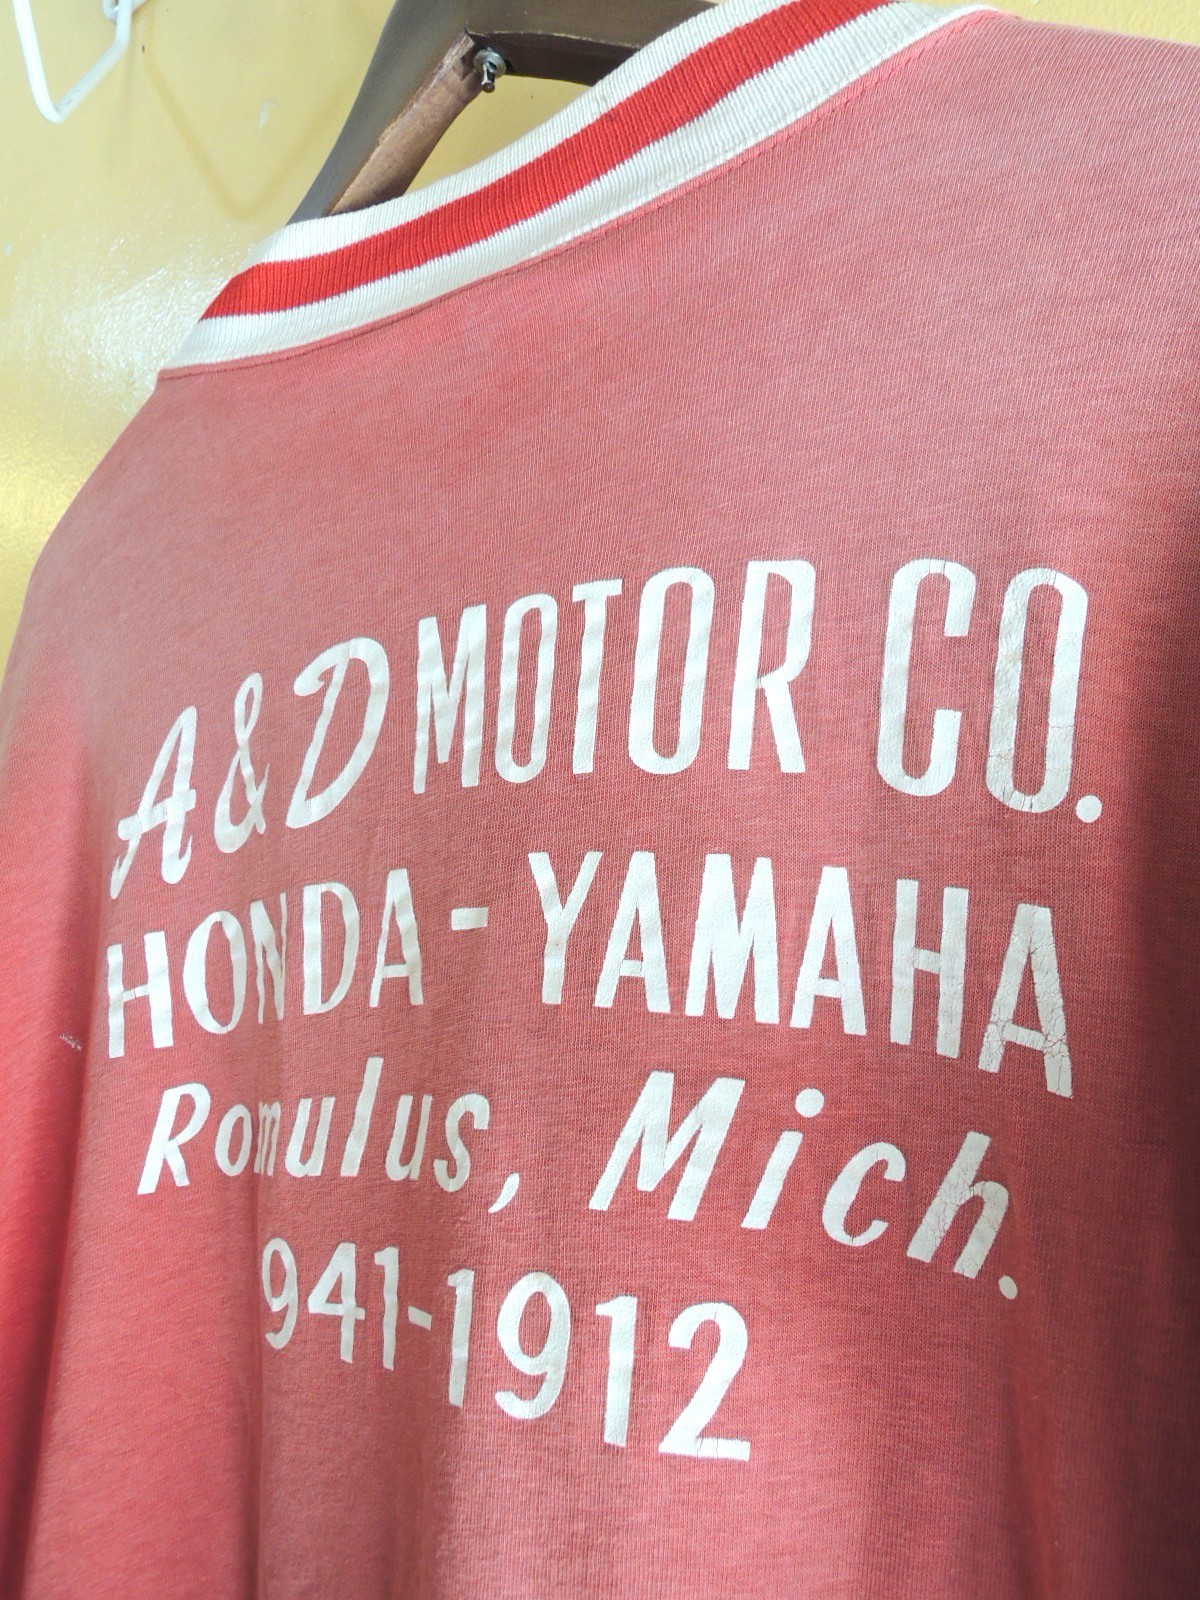 A & D MOTOR CO.
HONDA - YAMAHA
Romulus, Mich.
941-1912